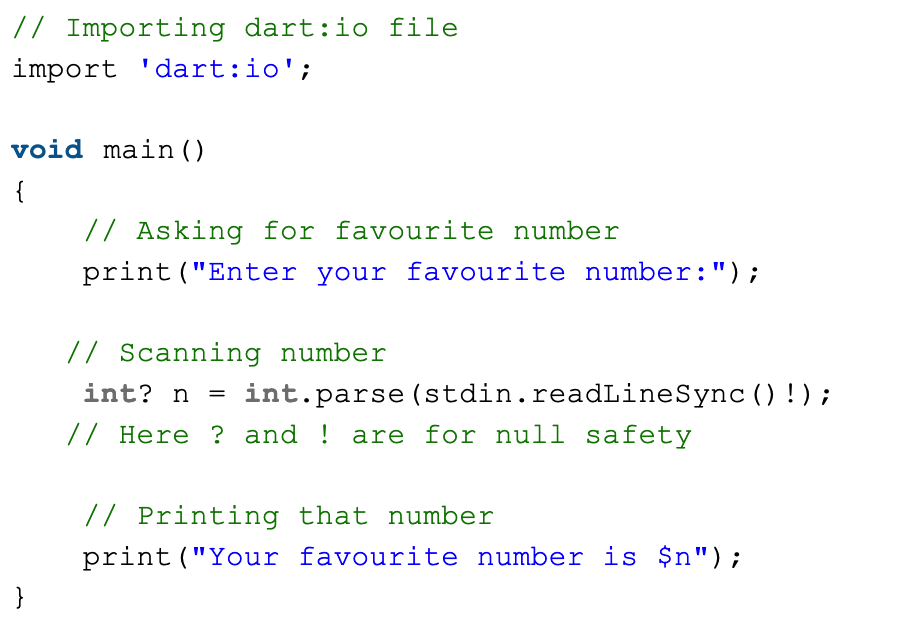 // Importing dart:io file
import 'dart:io';

void main()
{
    // Asking for favourite number
    print("Enter your favourite number:");

   // Scanning number
    int? n = int.parse(stdin.readLineSync()!);
   // Here ? and ! are for null safety

    // Printing that number
    print("Your favourite number is $n");
}